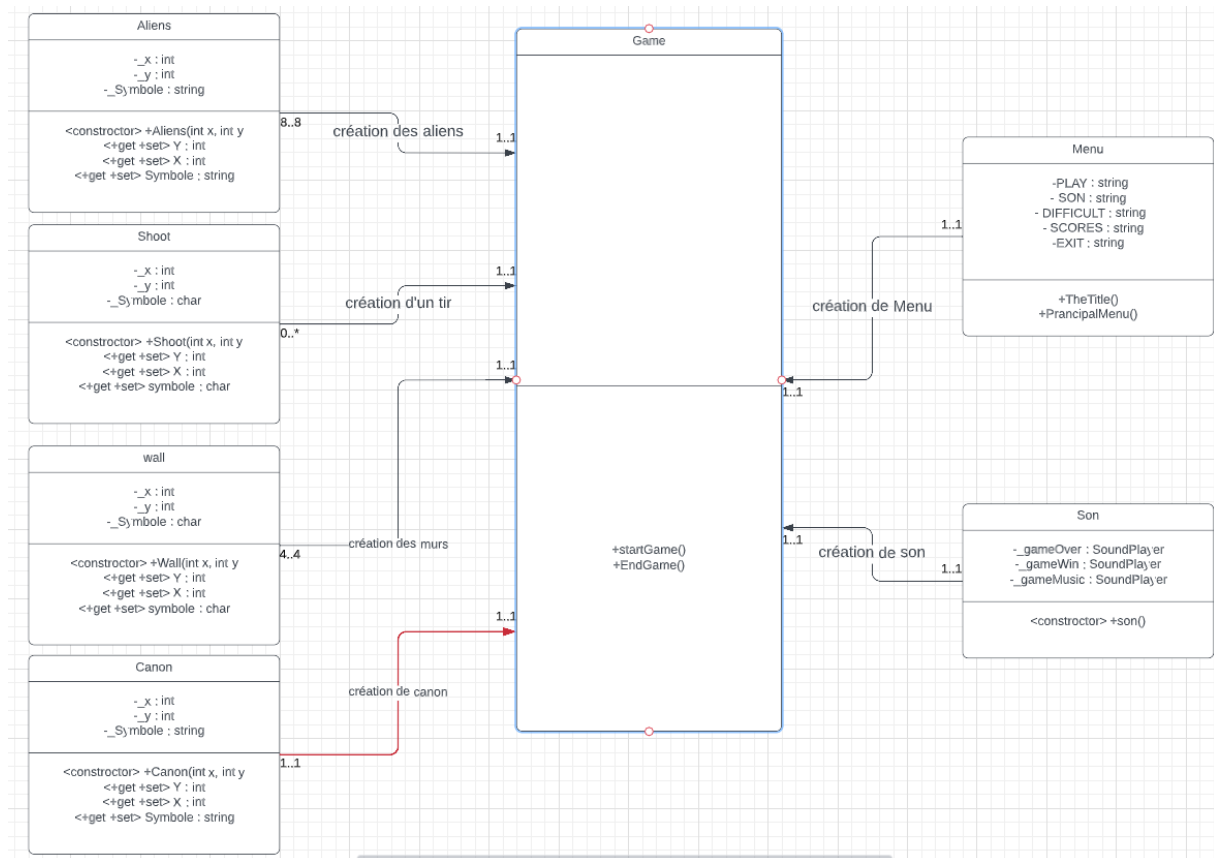 Aliens
-_x : int
-_y : int
-_Symbole : string
<constroctor> +Aliens(int x, int y
<+get +set> Y : int
<+get +set> X : int
<+get +set> Symbole : string
8..8
création des aliens
1..1
Shoot
-_x : int
-_y : int
-_Symbole : char
<constroctor> +Shoot(int x, int y
<+get +set> Y : int
<+get +set> X : int
<+get +set> symbole : char
0..*
création d'un tir
1..1
wall
-_x : int
-_y : int
-_Symbole : char
<constroctor> +Wall(int x, int y
<+get +set> Y : int
<+get +set> X : int
<+get +set> symbole : char
4..4
création des murs
1..1
Canon
-_x : int
-_y : int
-_Symbole : string
<constroctor> +Canon(int x, int y
<+get +set> Y : int
<+get +set> X : int
<+get +set> Symbole : string
1..1
création de canon
1..1
Game
+startGame()
+EndGame()
Menu
-PLAY : string
- SON : string
- DIFFICULT : string
- SCORES : string
-EXIT : string
+TheTitle()
+PrancipalMenu()
1..1
création de Menu
1..1
Son
-_gameOver : SoundPlayer
-_gameWin : SoundPlayer
-_gameMusic : SoundPlayer
<constroctor> +son()
1..1
création de son
1..1